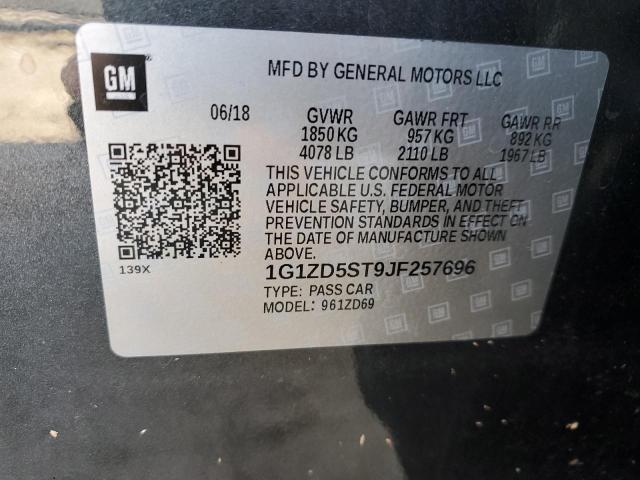 GM
MFD BY GENERAL MOTORS LLC
06/18 GVWR GAWR FRT GAWR RR
1850 KG 957 KG 892 KG
4078 LB 2110 LB 1967 LB
THIS VEHICLE CONFORMS TO ALL
APPLICABLE U.S. FEDERAL MOTOR
VEHICLE SAFETY, BUMPER, AND THEFT
PREVENTION STANDARDS IN EFFECT ON
THE DATE OF MANUFACTURE SHOWN
ABOVE.
139X
1G1ZD5ST9JF257696
TYPE: PASS CAR
MODEL: 961ZD69